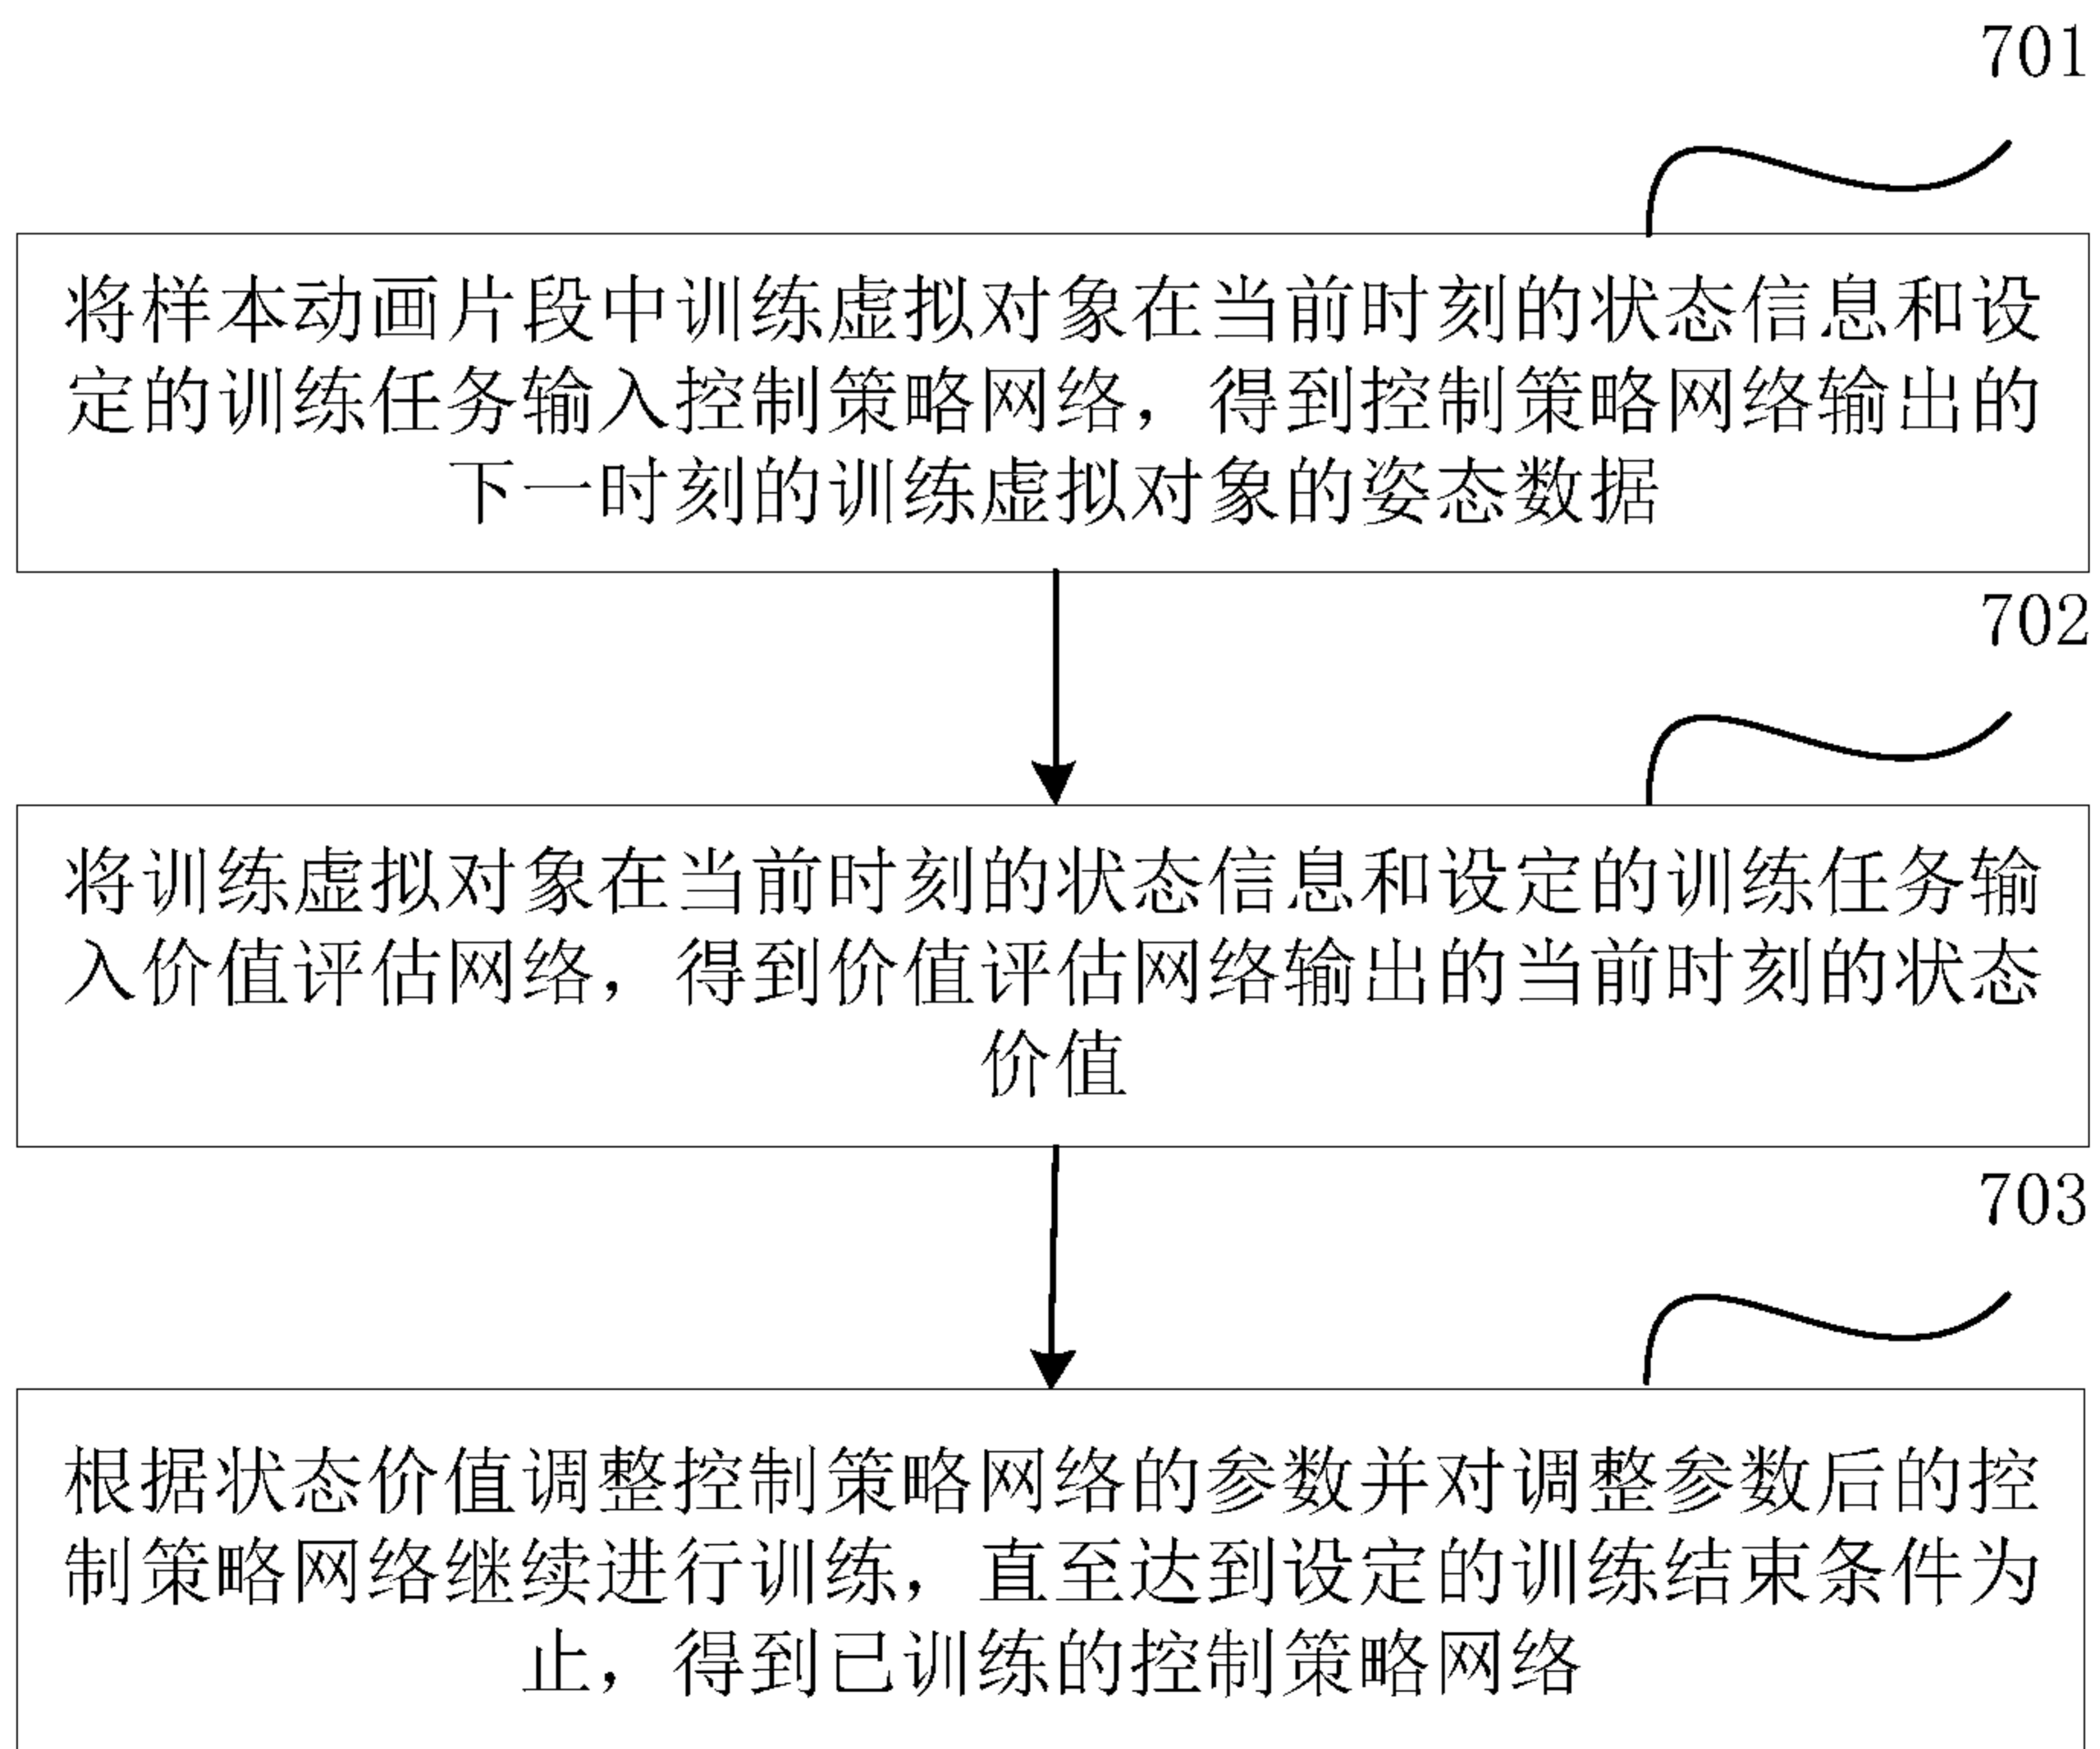 701
将样本动画片段中训练虚拟对象在当前时刻的状态信息和设
定的训练任务输入控制策略网络，得到控制策略网络输出的
下一时刻的训练虚拟对象的姿态数据
702
将训练虚拟对象在当前时刻的状态信息和设定的训练任务输
入价值评估网络，得到价值评估网络输出的当前时刻的状态
价值
703
根据状态价值调整控制策略网络的参数并对调整参数后的控
制策略网络继续进行训练，直至达到设定的训练结束条件为
止，得到已训练的控制策略网络